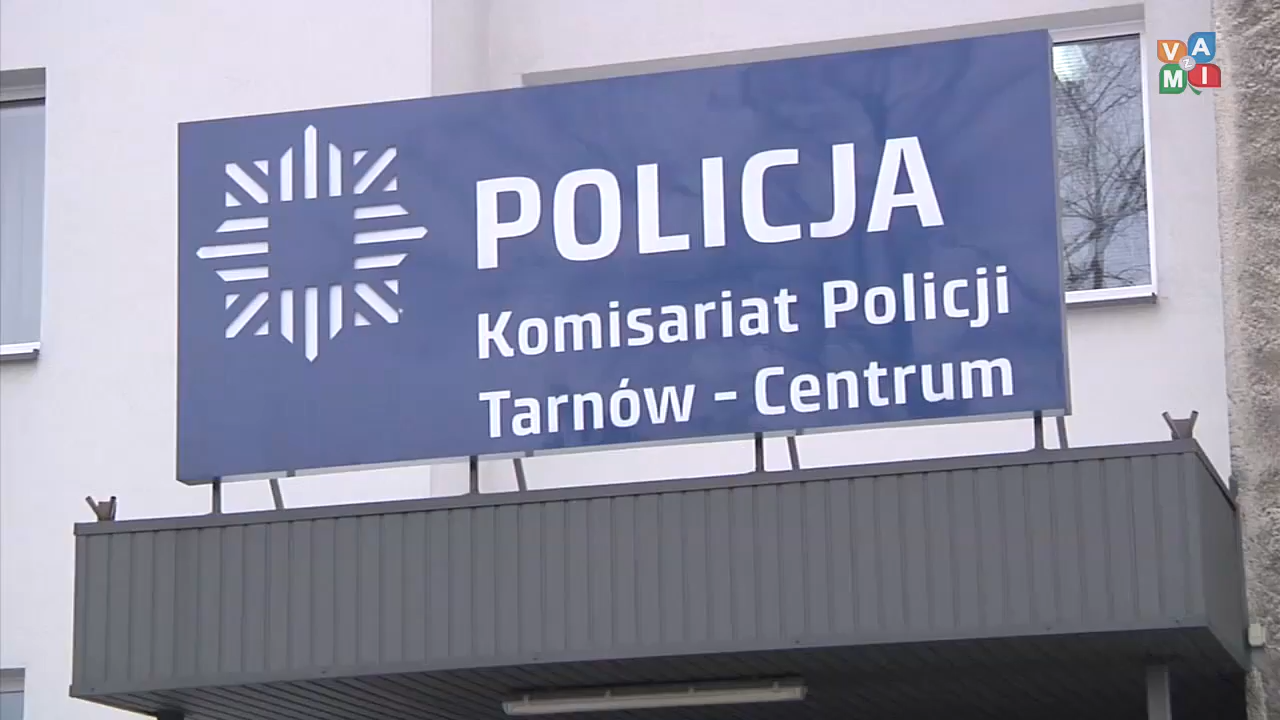 POLICJA
Komisariat Policji
Tarnów - Centrum
V A
z
M I